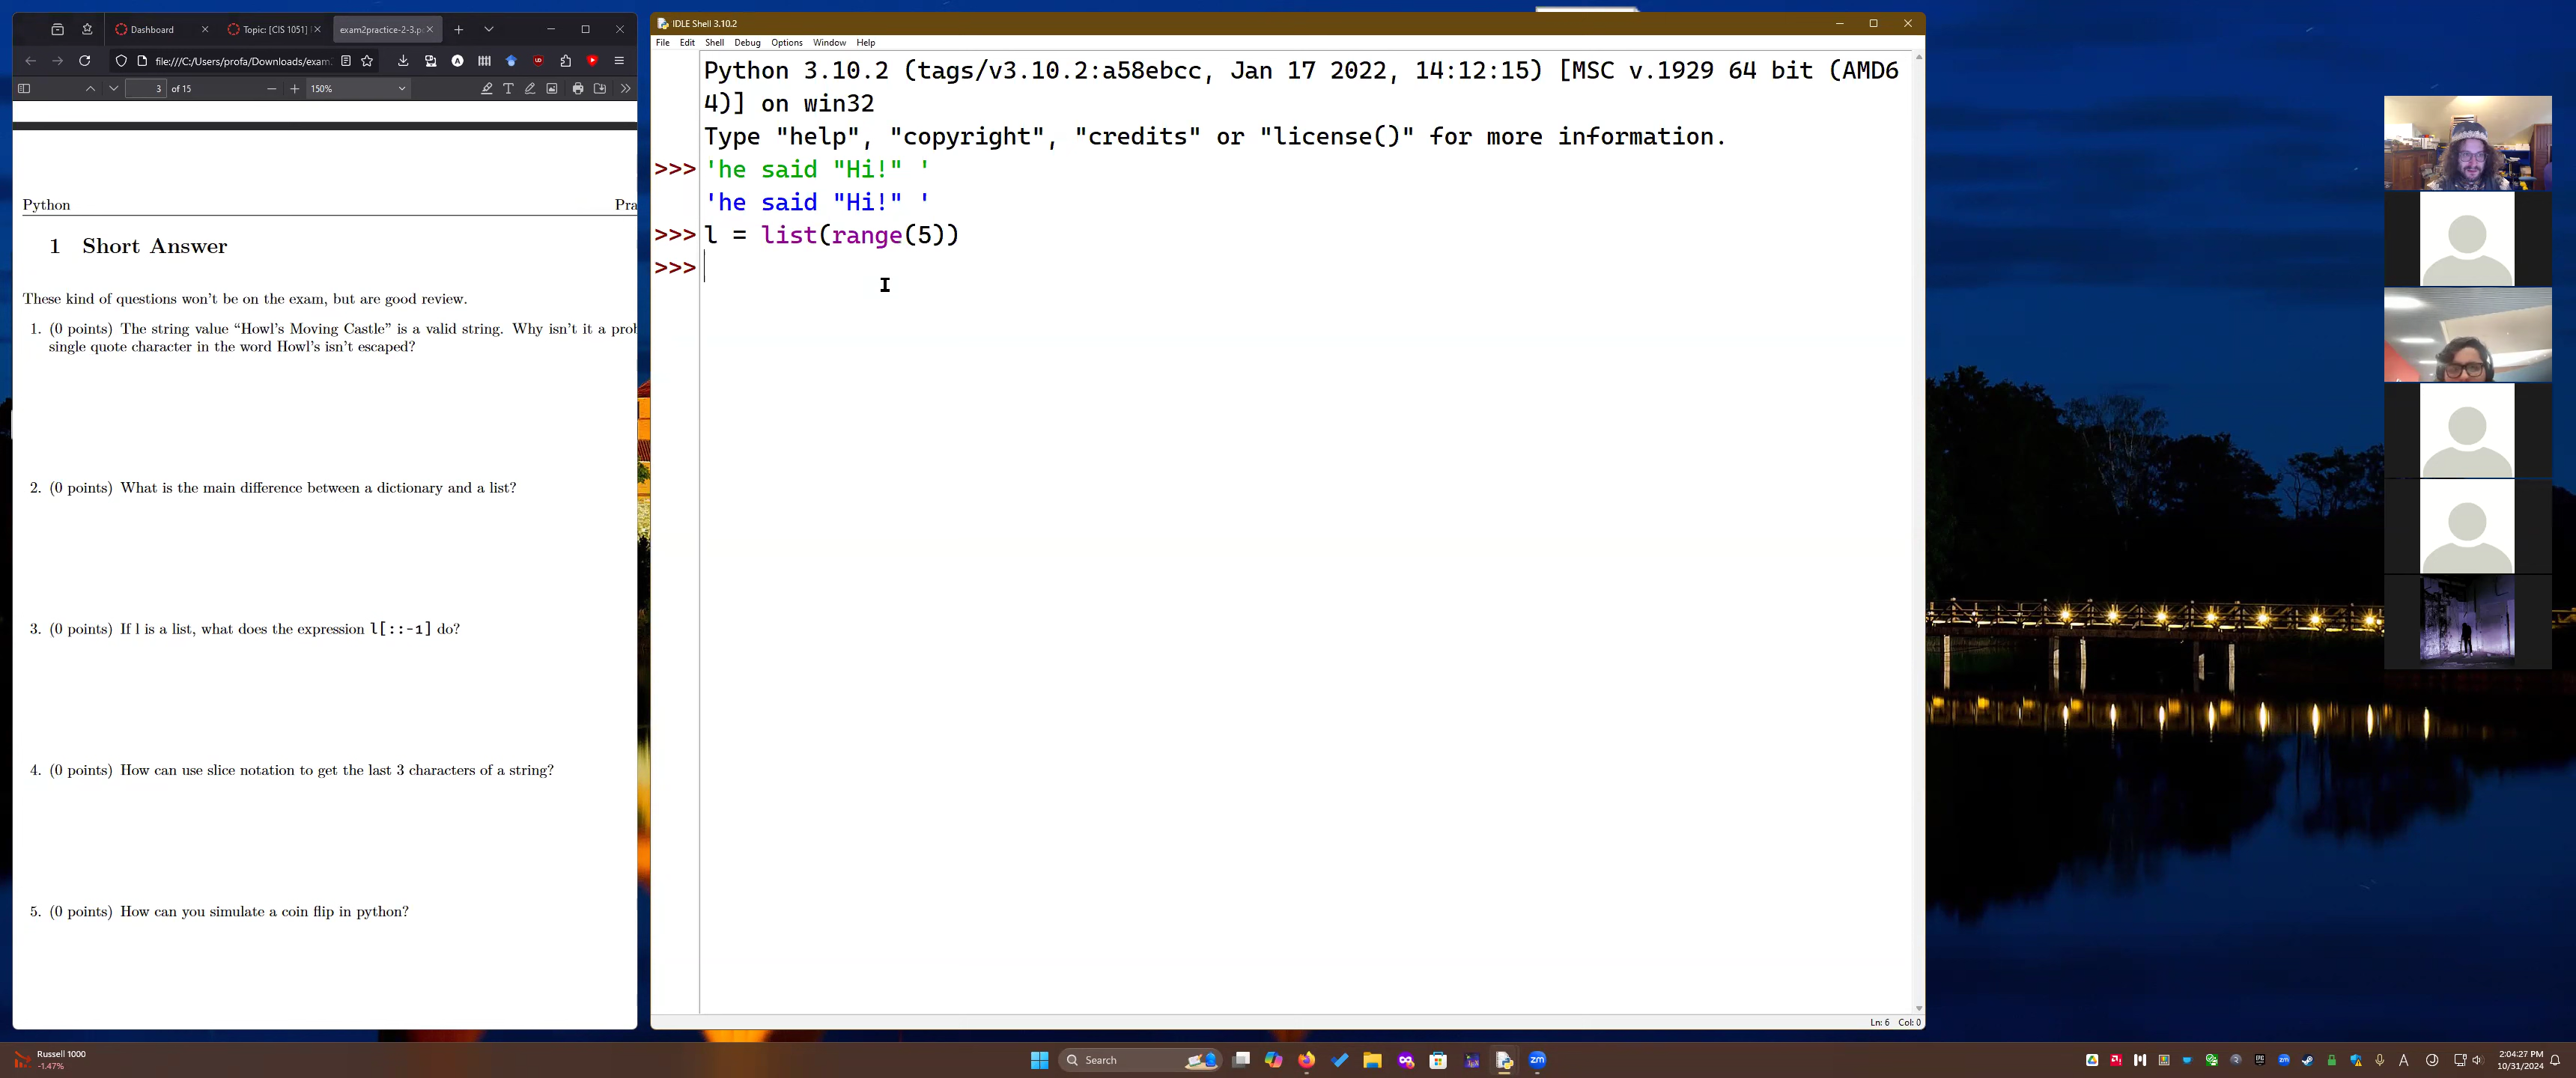 Dashboard
Topic: [CIS 1051]
exam2practice-2-3.p
file:///C:/Users/profa/Downloads/exam
3 of 15
150%
Python
Pra
1 Short Answer
These kind of questions won't be on the exam, but are good review.
1. (0 points) The string value “Howl's Moving Castle” is a valid string. Why isn't it a prob
single quote character in the word Howl's isn't escaped?
2. (0 points) What is the main difference between a dictionary and a list?
3. (0 points) If l is a list, what does the expression l[::-1] do?
4. (0 points) How can use slice notation to get the last 3 characters of a string?
5. (0 points) How can you simulate a coin flip in python?
IDLE Shell 3.10.2
File Edit Shell Debug Options Window Help
Python 3.10.2 (tags/v3.10.2:a58ebcc, Jan 17 2022, 14:12:15) [MSC v.1929 64 bit (AMD6
4)] on win32
Type "help", "copyright", "credits" or "license()" for more information.
>>> 'he said "Hi!" '
'he said "Hi!" '
>>> l = list(range(5))
>>>
Ln: 6 Col: 0
Russell 1000
-1.47%
Search
2:04:27 PM
10/31/2024